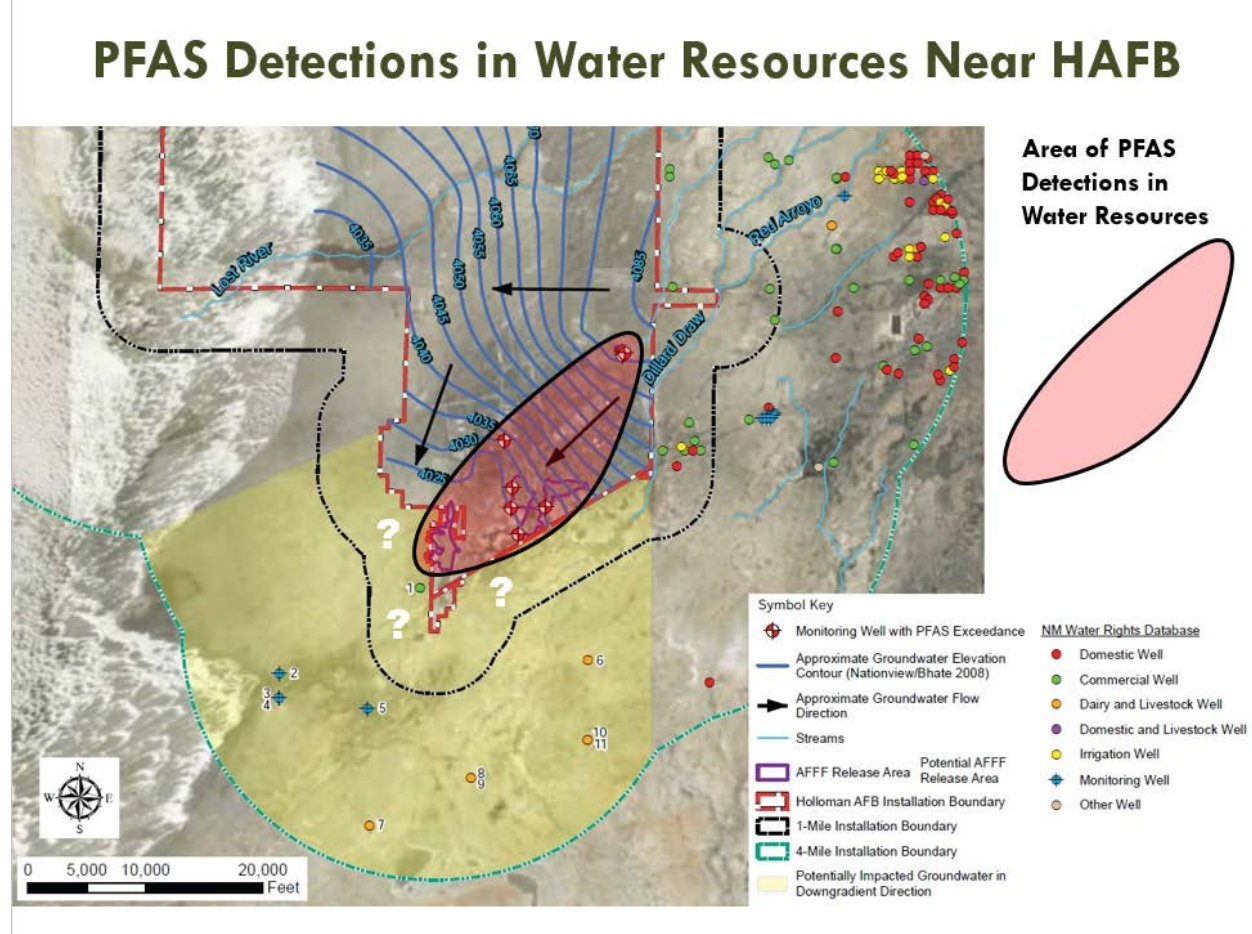 PFAS Detections in Water Resources Near HAFB
Area of PFAS
Detections in
Water Resources
Lost River
Red Arroyo
Dillard Draw
4035
4040
4045
4050
4055
4060
4065
4085
4035
4030
4025
?
?
?
1
2
3
4
5
6
7
8
9
10
11
N
W
E
S
0 5,000 10,000 20,000
Feet
Symbol Key
Monitoring Well with PFAS Exceedance
Approximate Groundwater Elevation
Contour (Nationview/Bhate 2008)
Approximate Groundwater Flow
Direction
Streams
AFFF Release Area
Potential AFFF
Release Area
Holloman AFB Installation Boundary
1-Mile Installation Boundary
4-Mile Installation Boundary
Potentially Impacted Groundwater in
Downgradient Direction
NM Water Rights Database
Domestic Well
Commercial Well
Dairy and Livestock Well
Domestic and Livestock Well
Irrigation Well
Monitoring Well
Other Well